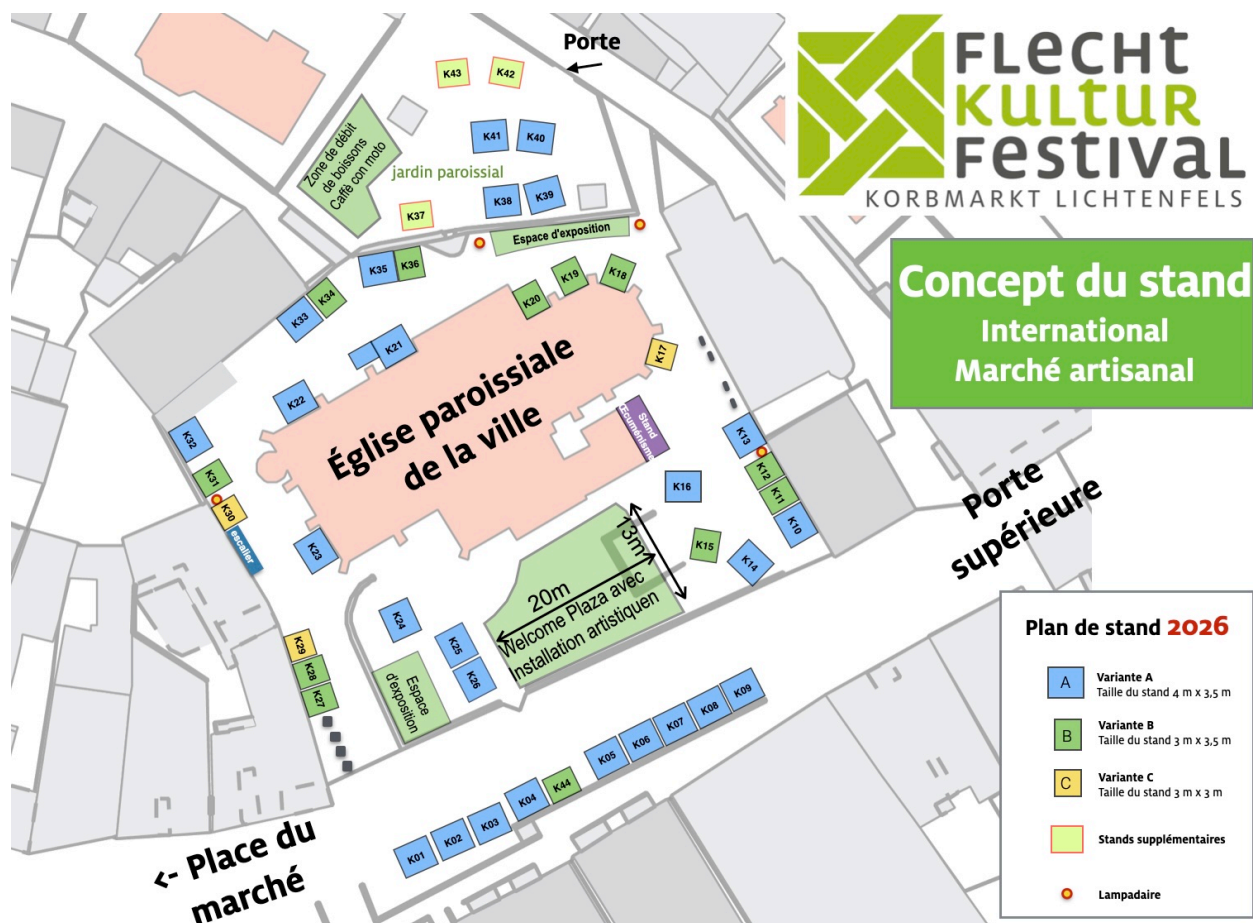 Porte
FLECHT
KULTUR
FESTIVAL
KORBMARKT LICHTENFELS
Concept du stand
International
Marché artisanal
K43
K42
K41
K40
Zone de débit
de boissons
Caffè con moto
jardin paroissial
K38
K39
K37
Espace d'exposition
K35
K36
K34
K33
K20
K19
K18
K21
K22
K17
Église paroissiale
de la ville
Stand
Œcuménisme
K32
K31
K30
escalier
K23
K13
K12
K11
K10
K16
K15
K14
Porte
supérieure
13m
20m
Welcome Plaza avec
Installation artistiquen
K24
K25
K26
Espace
d'exposition
K29
K28
K27
K09
K08
K07
K06
K05
K44
K04
K03
K02
K01
<- Place du
marché
Plan de stand 2026
A
Variante A
Taille du stand 4 m x 3,5 m
B
Variante B
Taille du stand 3 m x 3,5 m
C
Variante C
Taille du stand 3 m x 3 m
Stands supplémentaires
Lampadaire